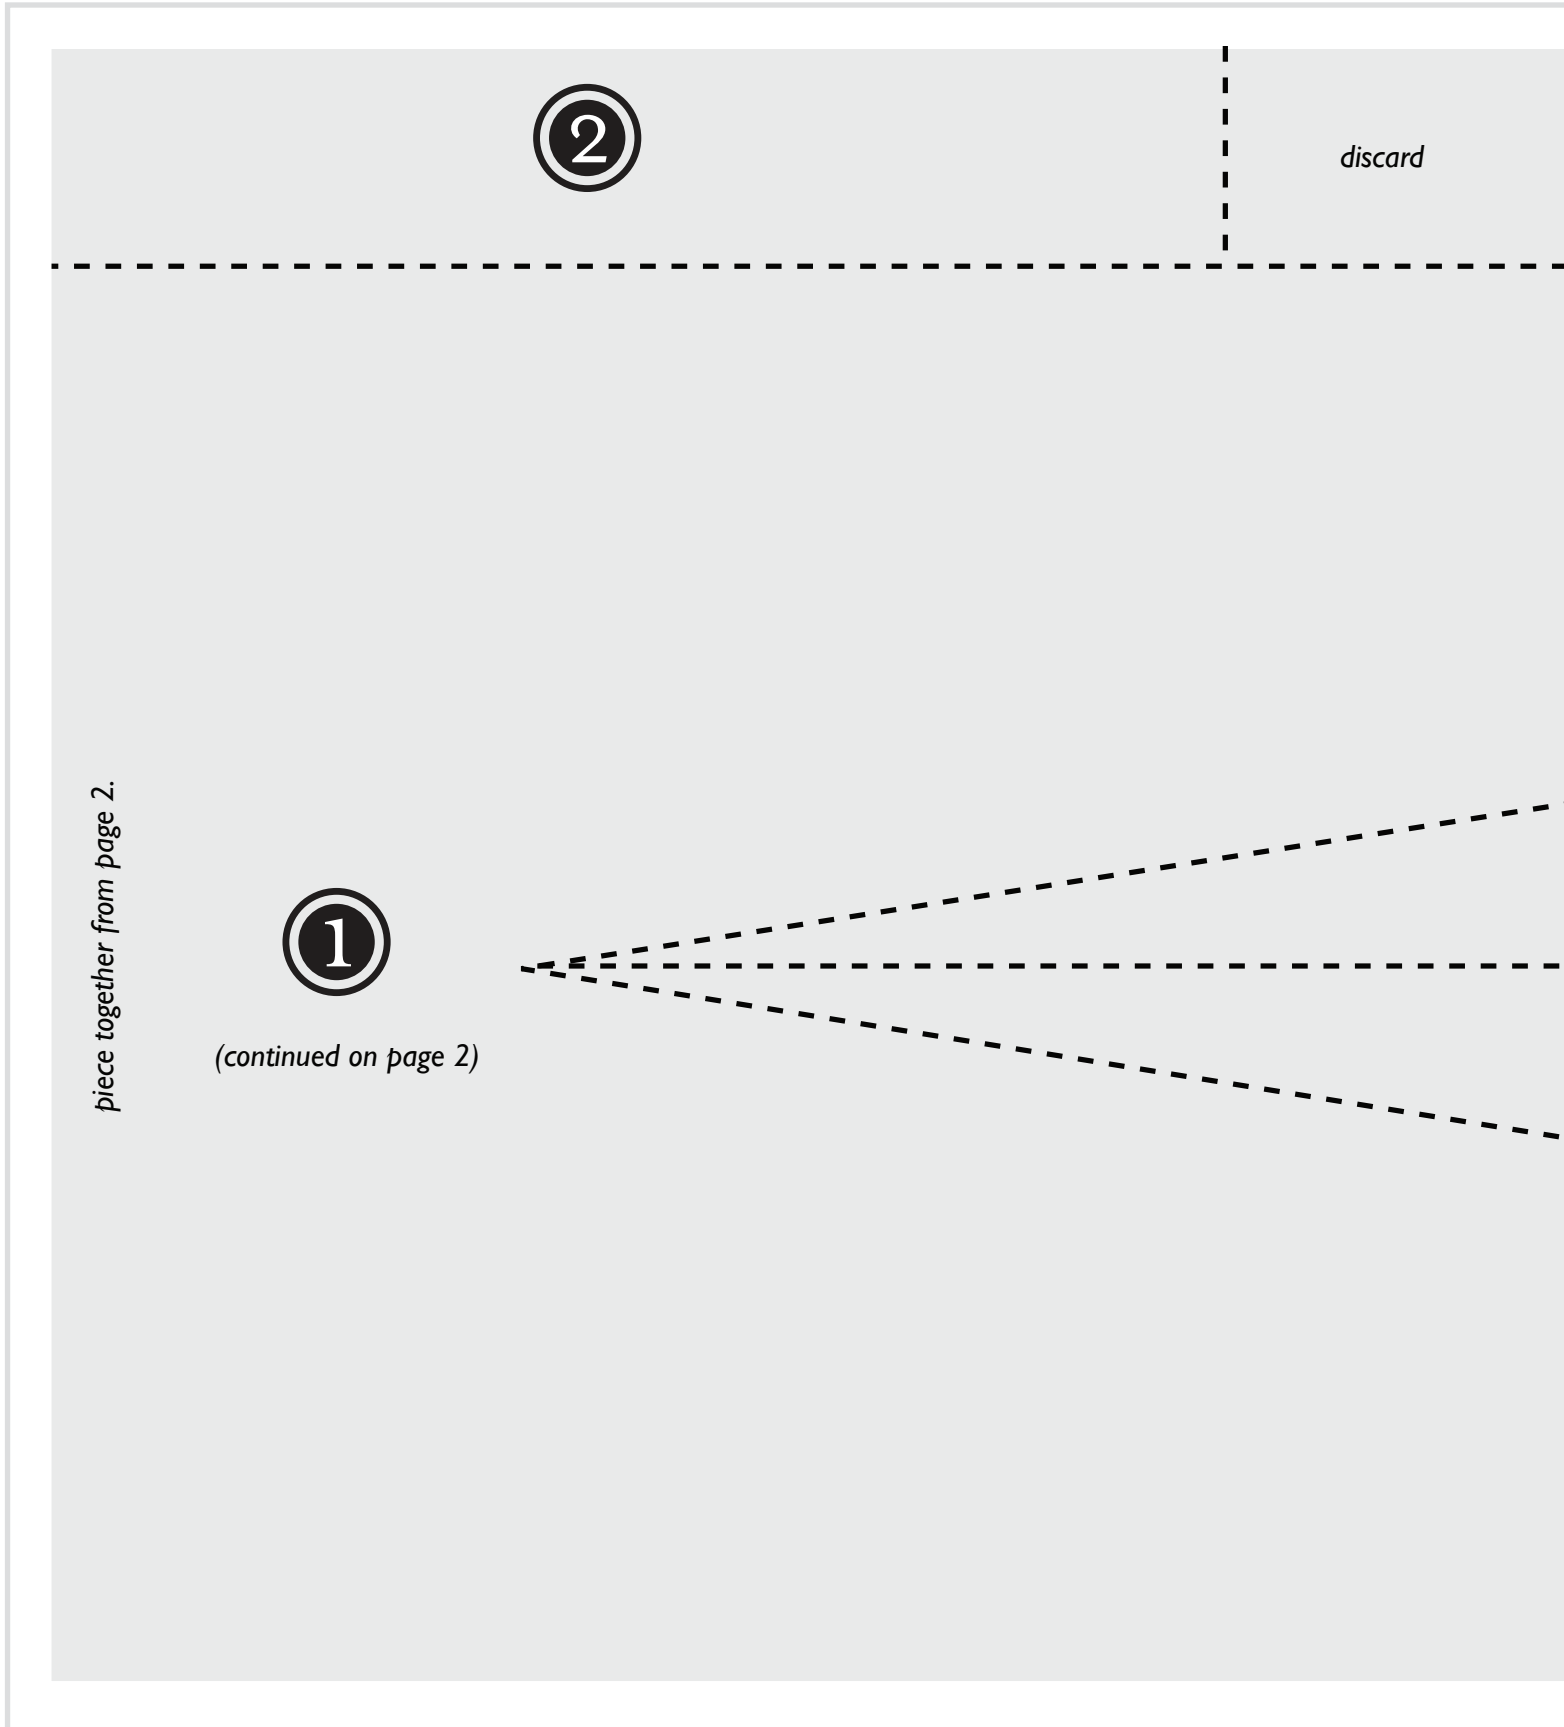 2
discard
piece together from page 2.
1
(continued on page 2)